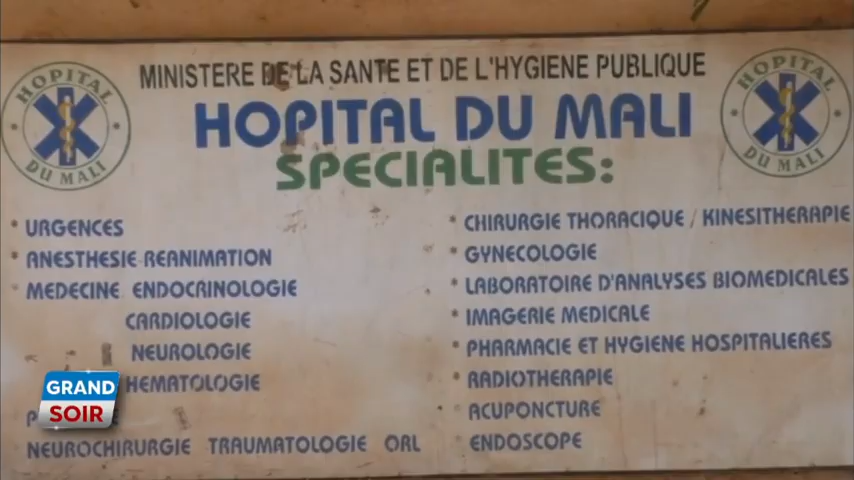 MINISTERE DE LA SANTE ET DE L'HYGIENE PUBLIQUE
HOPITAL DU MALI
HOPITAL DU MALI
HOPITAL DU MALI
SPECIALITES:
* URGENCES
* ANESTHESIE REANIMATION
* MEDECINE ENDOCRINOLOGIE
CARDIOLOGIE
NEUROLOGIE
HEMATOLOGIE
NEUROCHIRURGIE TRAUMATOLOGIE ORL
* CHIRURGIE THORACIQUE / KINESITHERAPIE
* GYNECOLOGIE
* LABORATOIRE D'ANALYSES BIOMEDICALES
* IMAGERIE MEDICALE
* PHARMACIE ET HYGIENE HOSPITALIERES
* RADIOTHERAPIE
* ACUPONCTURE
* ENDOSCOPE
GRAND
SOIR